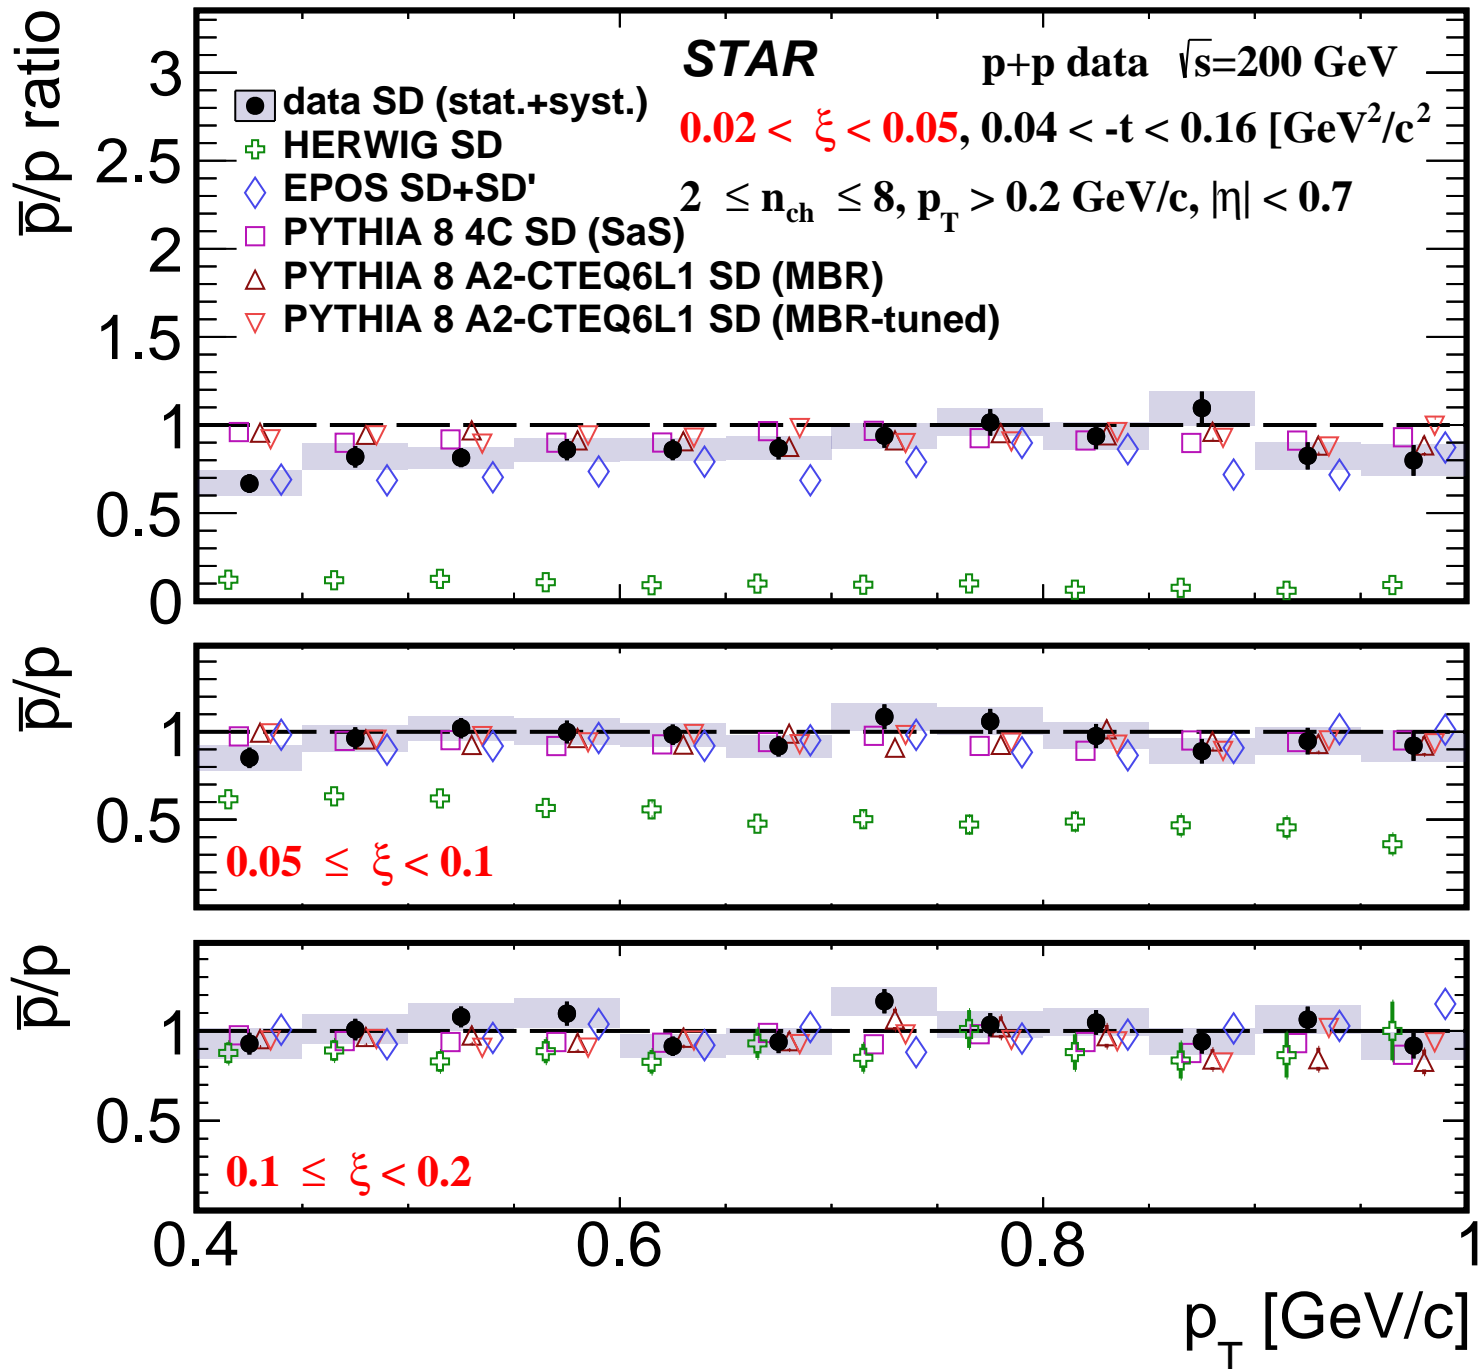 p̅/p ratio
3
2.5
2
1.5
1
0.5
0
STAR p+p data √s=200 GeV
0.02 < ξ < 0.05, 0.04 < -t < 0.16 [GeV²/c²
2 ≤ n_ch ≤ 8, p_T > 0.2 GeV/c, |η| < 0.7
data SD (stat.+syst.)
HERWIG SD
EPOS SD+SD'
PYTHIA 8 4C SD (SaS)
PYTHIA 8 A2-CTEQ6L1 SD (MBR)
PYTHIA 8 A2-CTEQ6L1 SD (MBR-tuned)
p̅/p
1
0.5
0.05 ≤ ξ < 0.1
p̅/p
1
0.5
0.1 ≤ ξ < 0.2
0.4 0.6 0.8 1
p_T [GeV/c]